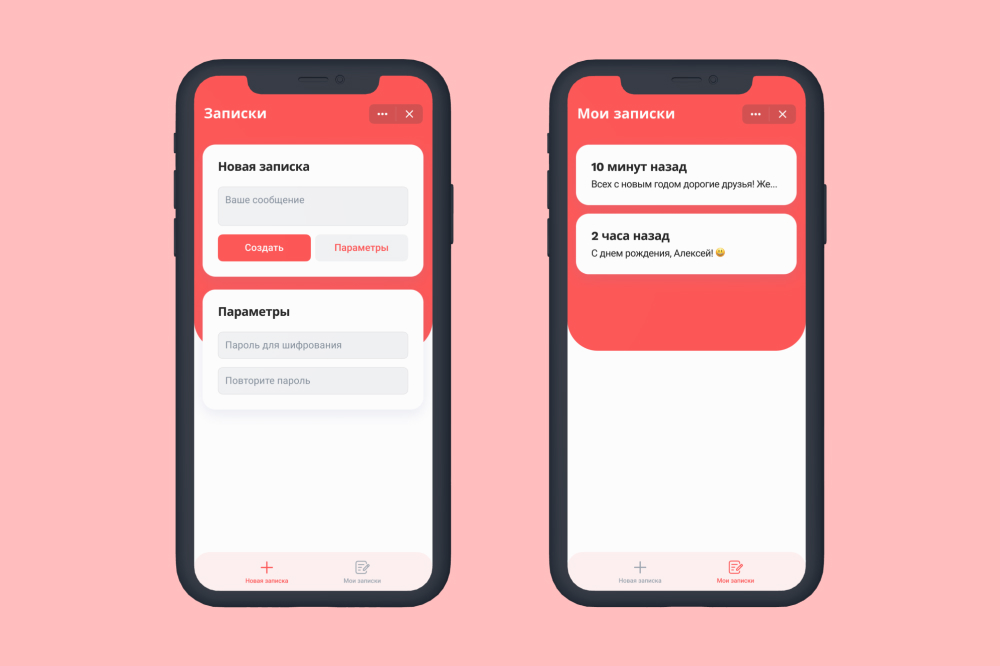 Записки
Новая записка
Ваше сообщение
Создать
Параметры
Параметры
Пароль для шифрования
Повторите пароль
Новая записка
Мои записки
Мои записки
10 минут назад
Всех с новым годом дорогие друзья! Же...
2 часа назад
С днем рождения, Алексей! 😀
Новая записка
Мои записки